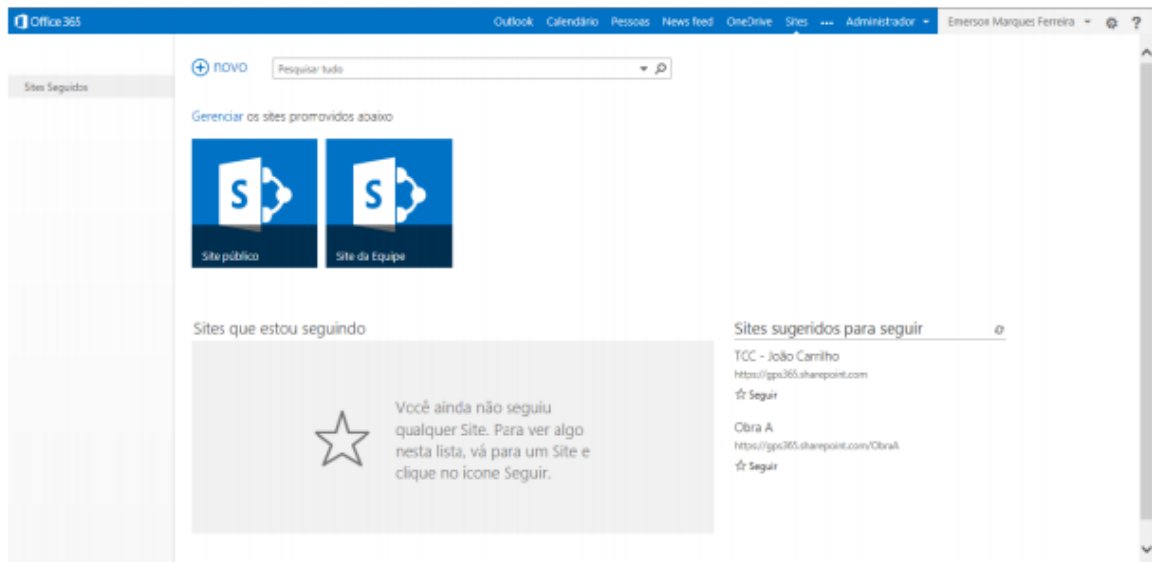 Office 365
Outlook Calendário Pessoas News feed OneDrive Sites ••• Administrador Emerson Marques Ferreira ?
Sites Seguidos
novo
Pesquisar tudo
Gerenciar os sites promovidos abaixo
S S
Site público Site da Equipe
Sites que estou seguindo
Você ainda não seguiu
qualquer Site. Para ver algo
nesta lista, vá para um Site e
clique no ícone Seguir.
Sites sugeridos para seguir
TCC - João Carrilho
https://gps365.sharepoint.com
Seguir
Obra A
https://gps365.sharepoint.com/ObraA
Seguir